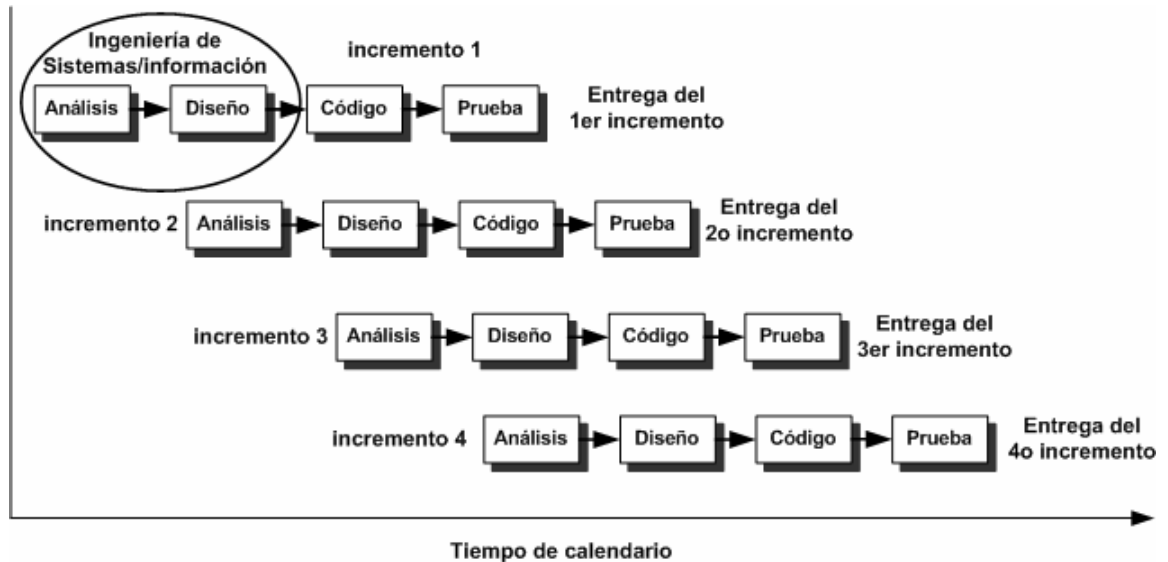 Ingeniería de
Sistemas/información
incremento 1
Análisis
Diseño
Código
Prueba
Entrega del
1er incremento
incremento 2
Análisis
Diseño
Código
Prueba
Entrega del
2o incremento
incremento 3
Análisis
Diseño
Código
Prueba
Entrega del
3er incremento
incremento 4
Análisis
Diseño
Código
Prueba
Entrega del
4o incremento
Tiempo de calendario